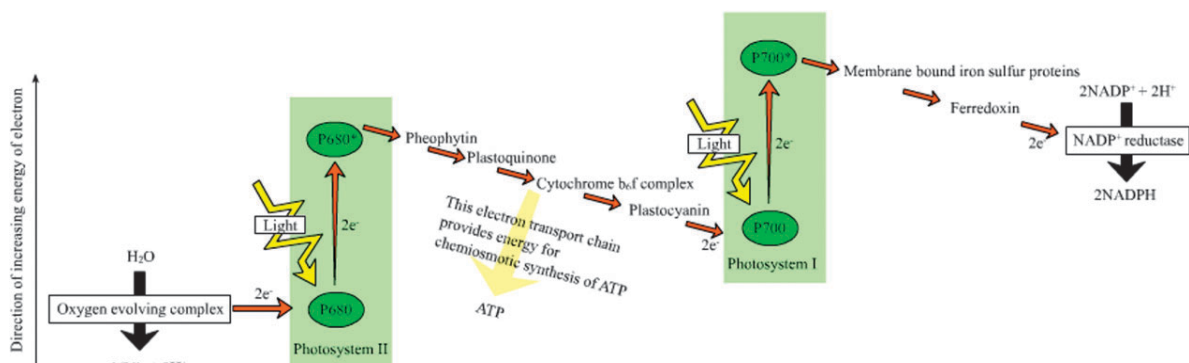 Direction of increasing energy of electron
H₂O
Oxygen evolving complex
2e⁻
P680
Photosystem II
Light
2e⁻
P680*
Pheophytin
Plastoquinone
Cytochrome b₆f complex
Plastocyanin
This electron transport chain
provides energy for
chemiosmotic synthesis of ATP
ATP
2e⁻
P700
Photosystem I
Light
2e⁻
P700*
Membrane bound iron sulfur proteins
Ferredoxin
2e⁻
2NADP⁺ + 2H⁺
NADP⁺ reductase
2NADPH